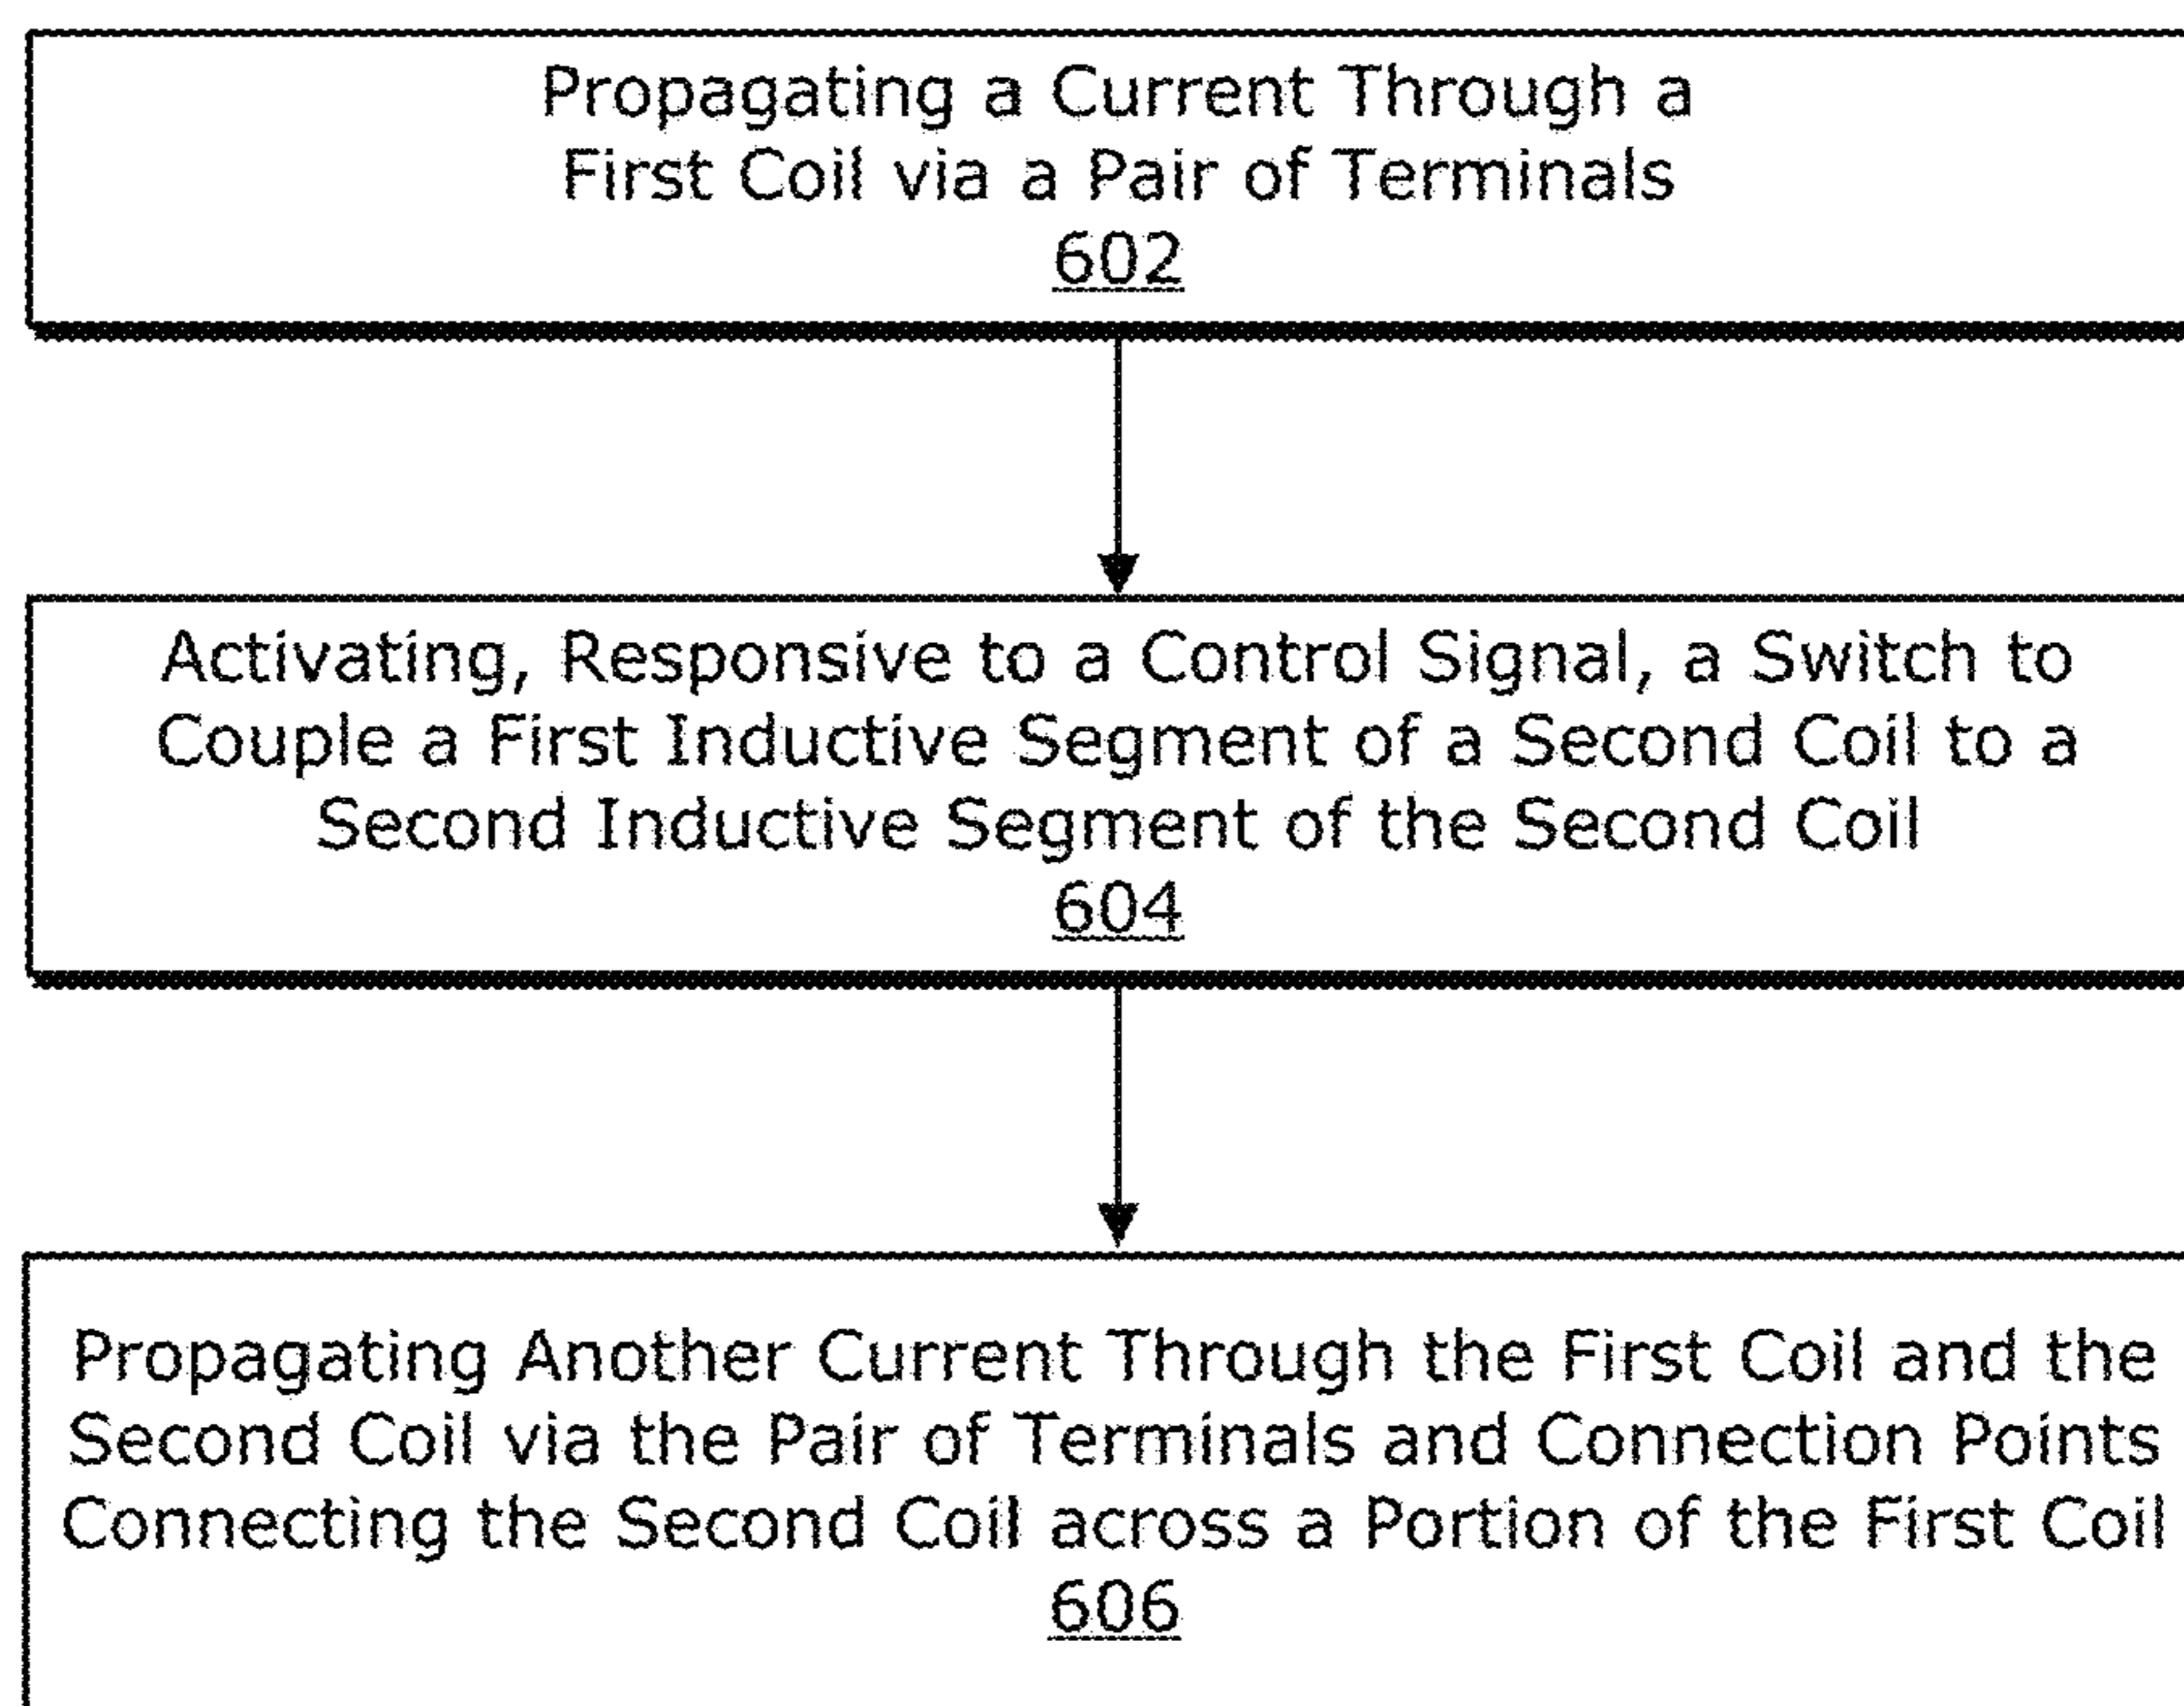 Propagating a Current Through a
First Coil via a Pair of Terminals
602
Activating, Responsive to a Control Signal, a Switch to
Couple a First Inductive Segment of a Second Coil to a
Second Inductive Segment of the Second Coil
604
Propagating Another Current Through the First Coil and the
Second Coil via the Pair of Terminals and Connection Points
Connecting the Second Coil across a Portion of the First Coil
606